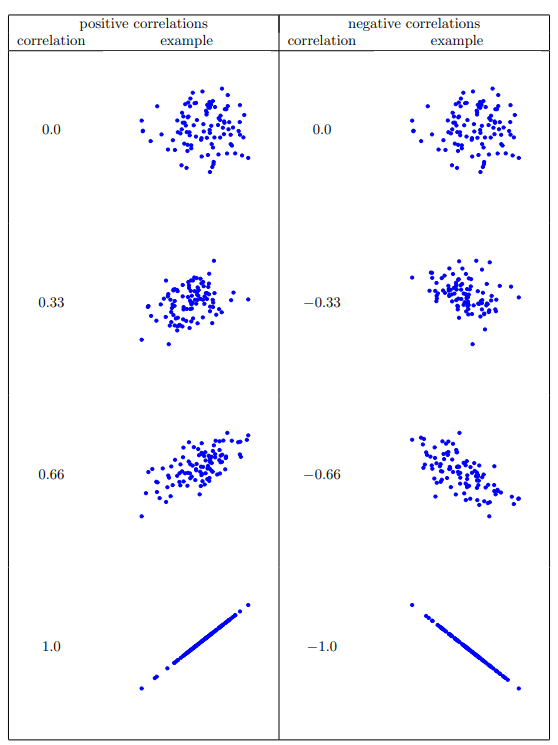 positive correlations negative correlations
correlation example correlation example
0.0 0.0
0.33 −0.33
0.66 −0.66
1.0 −1.0